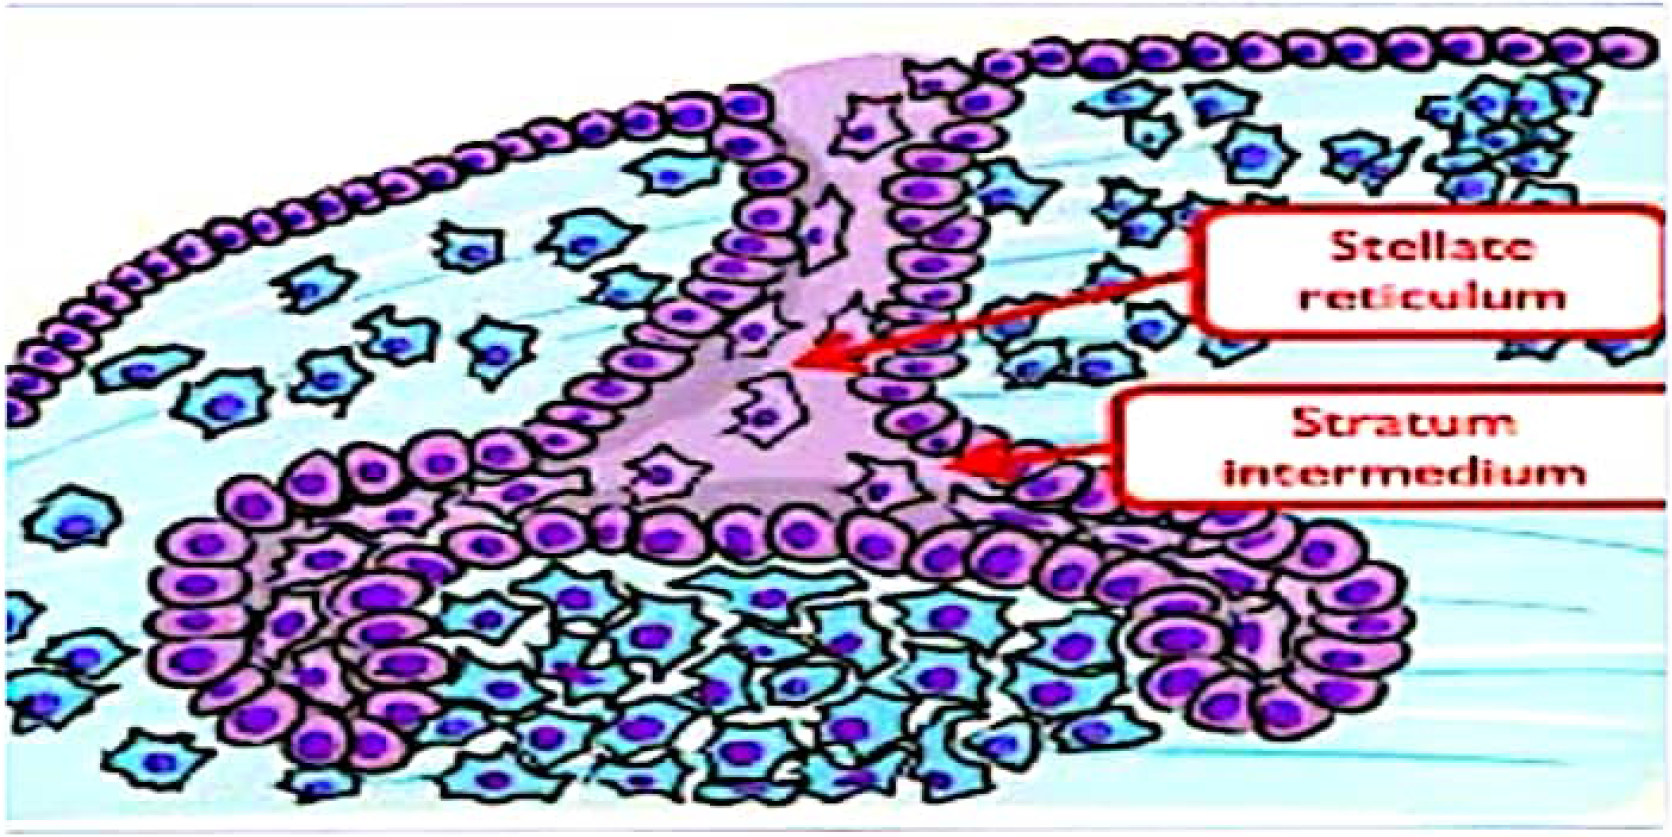 Stellate
reticulum
Stratum
intermedium